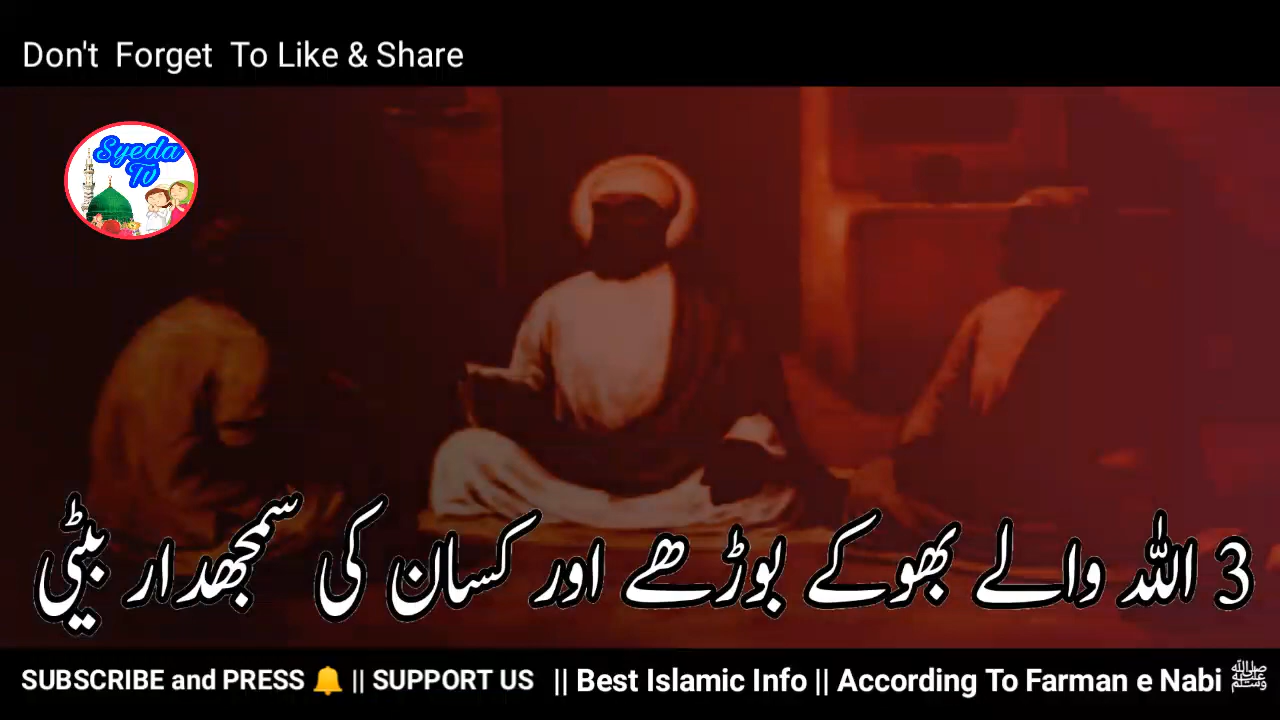 Don't Forget To Like & Share
Syeda
Tv
3 اللہ والے بھوکے بوڑھے اور کسان کی سمجھدار بیٹی
SUBSCRIBE and PRESS 🔔 || SUPPORT US || Best Islamic Info || According To Farman e Nabi ﷺ